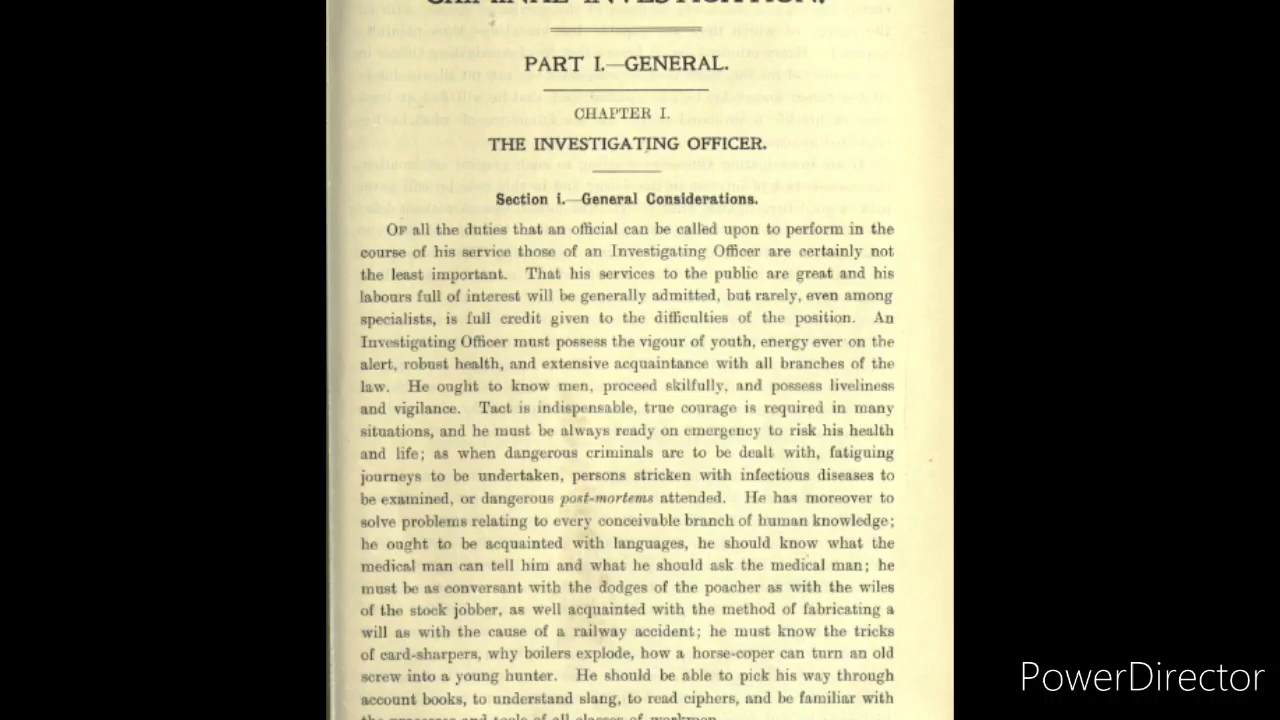 CRIMINAL INVESTIGATION.
PART I.—GENERAL.
CHAPTER I.
THE INVESTIGATING OFFICER.
Section i.—General Considerations.
OF all the duties that an official can be called upon to perform in the
course of his service those of an Investigating Officer are certainly not
the least important. That his services to the public are great and his
labours full of interest will be generally admitted, but rarely, even among
specialists, is full credit given to the difficulties of the position. An
Investigating Officer must possess the vigour of youth, energy ever on the
alert, robust health, and extensive acquaintance with all branches of the
law. He ought to know men, proceed skilfully, and possess liveliness
and vigilance. Tact is indispensable, true courage is required in many
situations, and he must be always ready on emergency to risk his health
and life; as when dangerous criminals are to be dealt with, fatiguing
journeys to be undertaken, persons stricken with infectious diseases to
be examined, or dangerous post-mortems attended. He has moreover to
solve problems relating to every conceivable branch of human knowledge;
he ought to be acquainted with languages, he should know what the
medical man can tell him and what he should ask the medical man; he
must be as conversant with the dodges of the poacher as with the wiles
of the stock jobber, as well acquainted with the method of fabricating a
will as with the cause of a railway accident; he must know the tricks
of card-sharpers, why boilers explode, how a horse-coper can turn an old
screw into a young hunter. He should be able to pick his way through
account books, to understand slang, to read ciphers, and be familiar with
the processes and tools of all classes of workmen.
PowerDirector